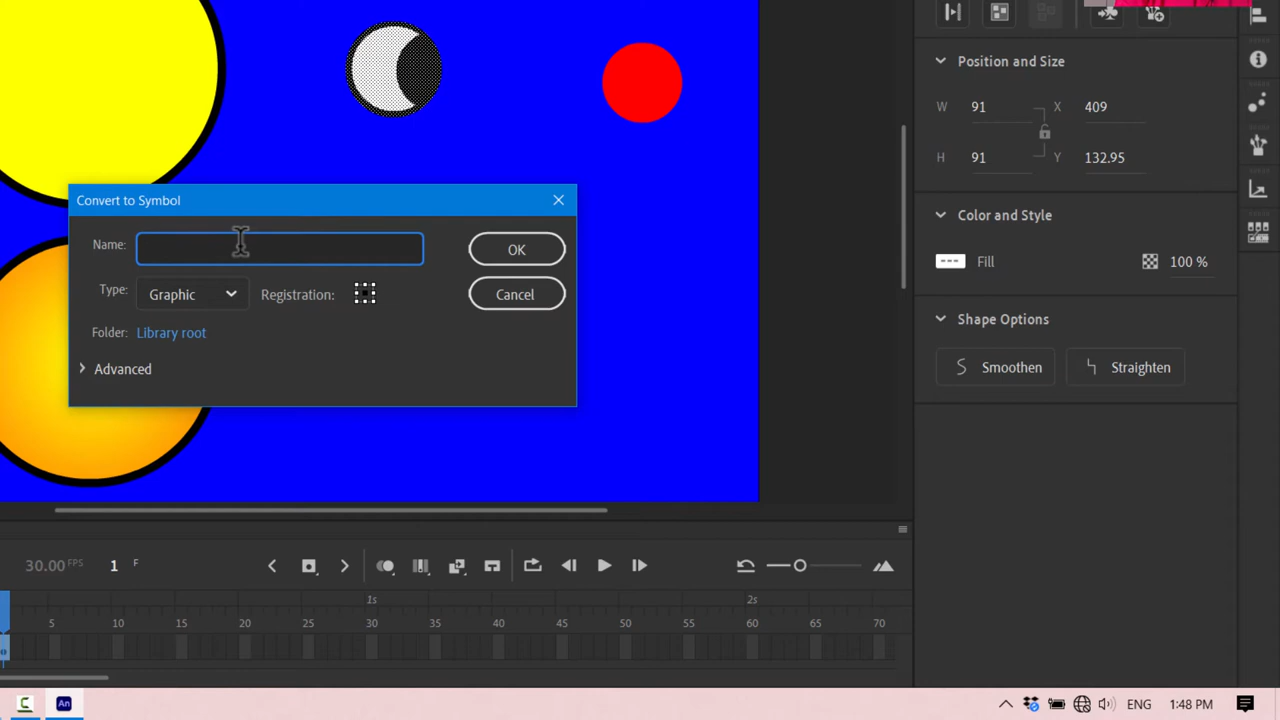 Position and Size
W 91 X 409
H 91 Y 132.95
Convert to Symbol
Name:
OK
Type: Graphic Registration:
Cancel
Folder: Library root
Advanced
Color and Style
Fill 100 %
Shape Options
Smoothen Straighten
30.00 FPS 1 F
1s 2s
5 10 15 20 25 30 35 40 45 50 55 60 65 70
C An ENG 1:48 PM